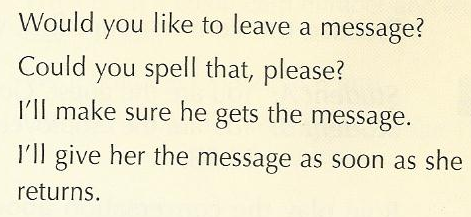 Would you like to leave a message?
Could you spell that, please?
I'll make sure he gets the message.
I'll give her the message as soon as she
returns.